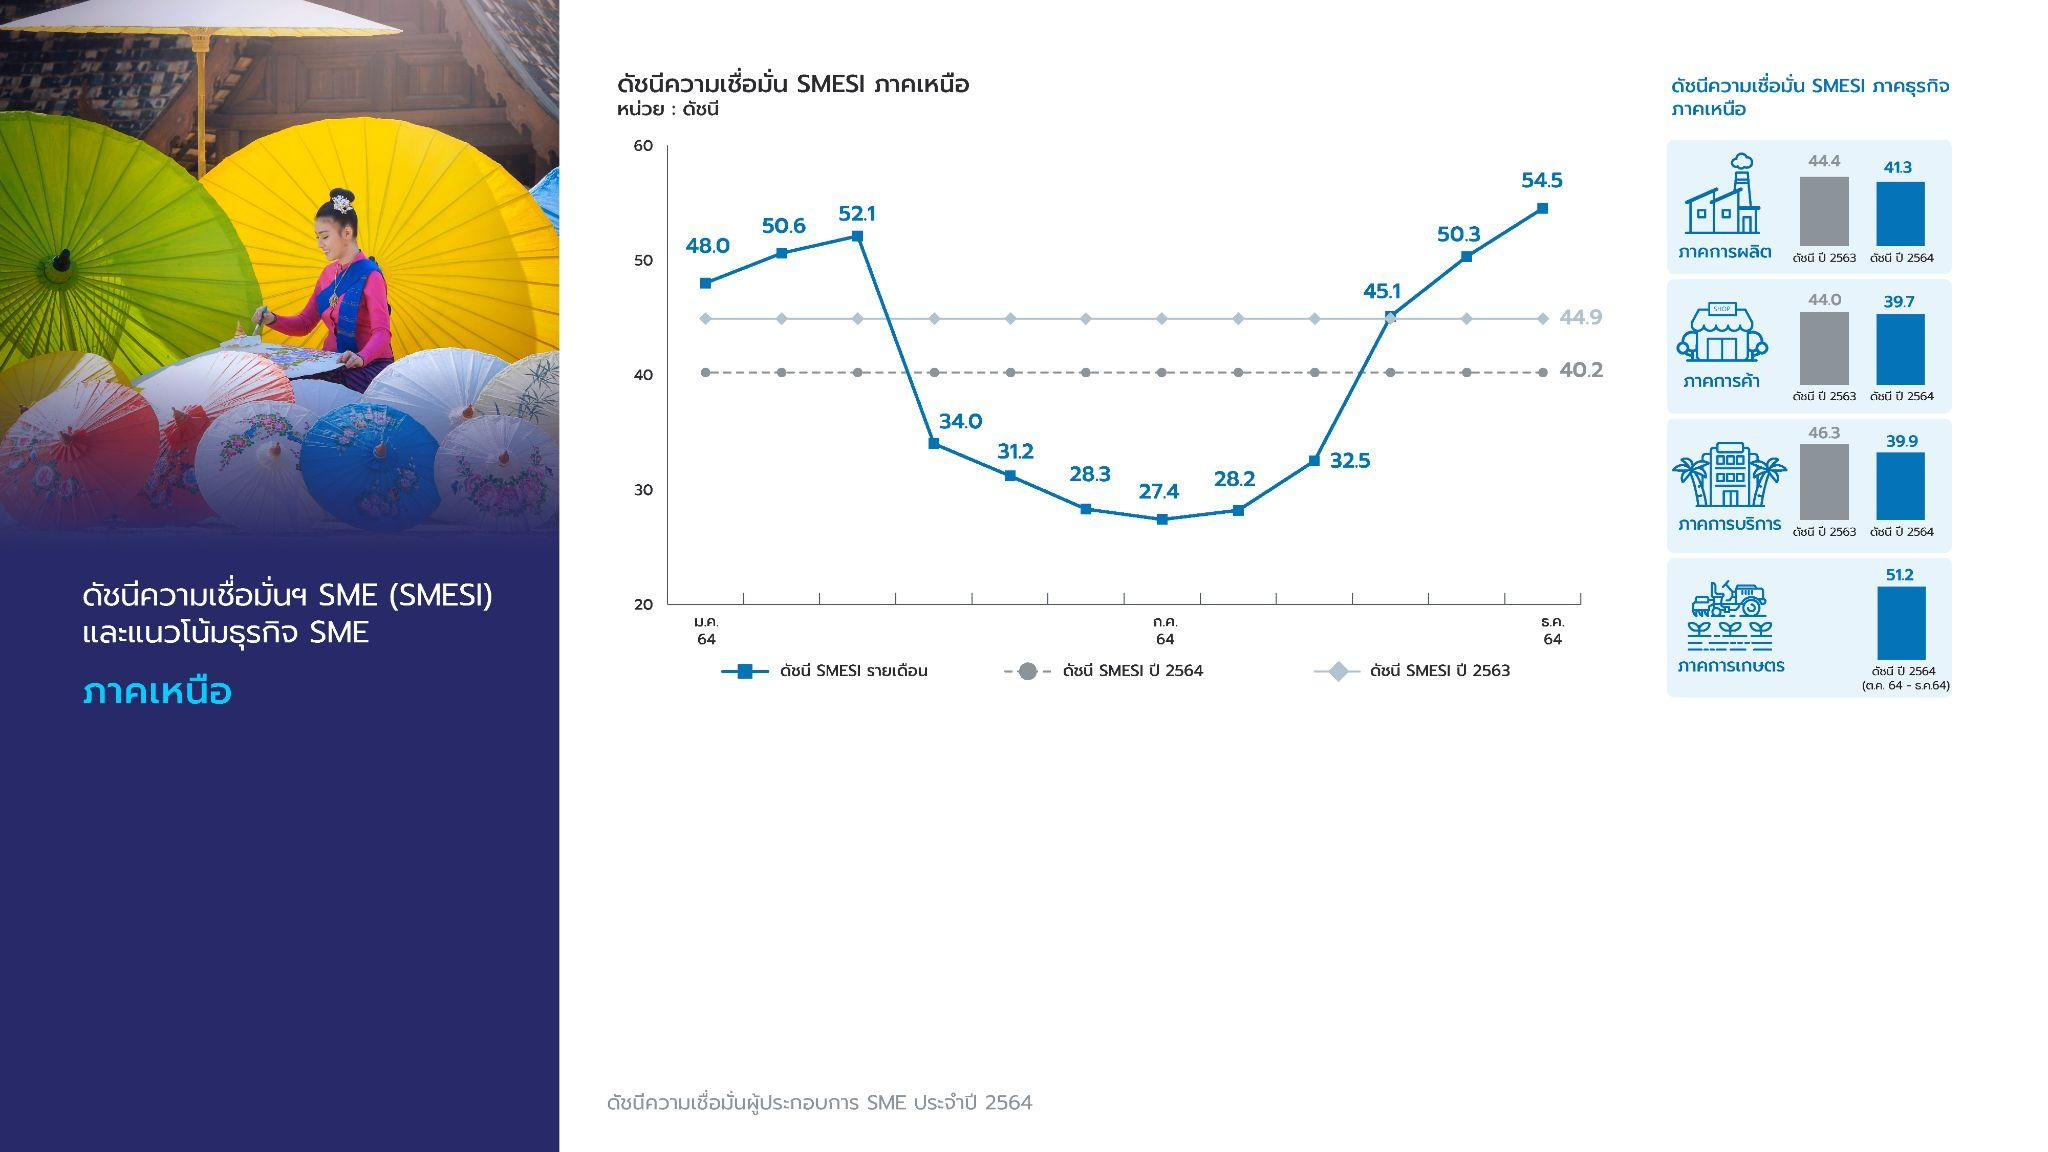 ดัชนีความเชื่อมั่นฯ SME (SMESI)
และแนวโน้มธุรกิจ SME
ภาคเหนือ
ดัชนีความเชื่อมั่น SMESI ภาคเหนือ
หน่วย : ดัชนี
60
50
40
30
20
48.0
50.6
52.1
34.0
31.2
28.3
27.4
28.2
32.5
45.1
50.3
54.5
44.9
40.2
ม.ค.
64
ก.ค.
64
ธ.ค.
64
ดัชนี SMESI รายเดือน
ดัชนี SMESI ปี 2564
ดัชนี SMESI ปี 2563
ดัชนีความเชื่อมั่น SMESI ภาคธุรกิจ
ภาคเหนือ
44.4 41.3
ภาคการผลิต
ดัชนี ปี 2563 ดัชนี ปี 2564
44.0 39.7
SHOP
ภาคการค้า
ดัชนี ปี 2563 ดัชนี ปี 2564
46.3 39.9
ภาคการบริการ
ดัชนี ปี 2563 ดัชนี ปี 2564
51.2
ภาคการเกษตร
ดัชนี ปี 2564
(ต.ค. 64 - ธ.ค.64)
ดัชนีความเชื่อมั่นผู้ประกอบการ SME ประจำปี 2564